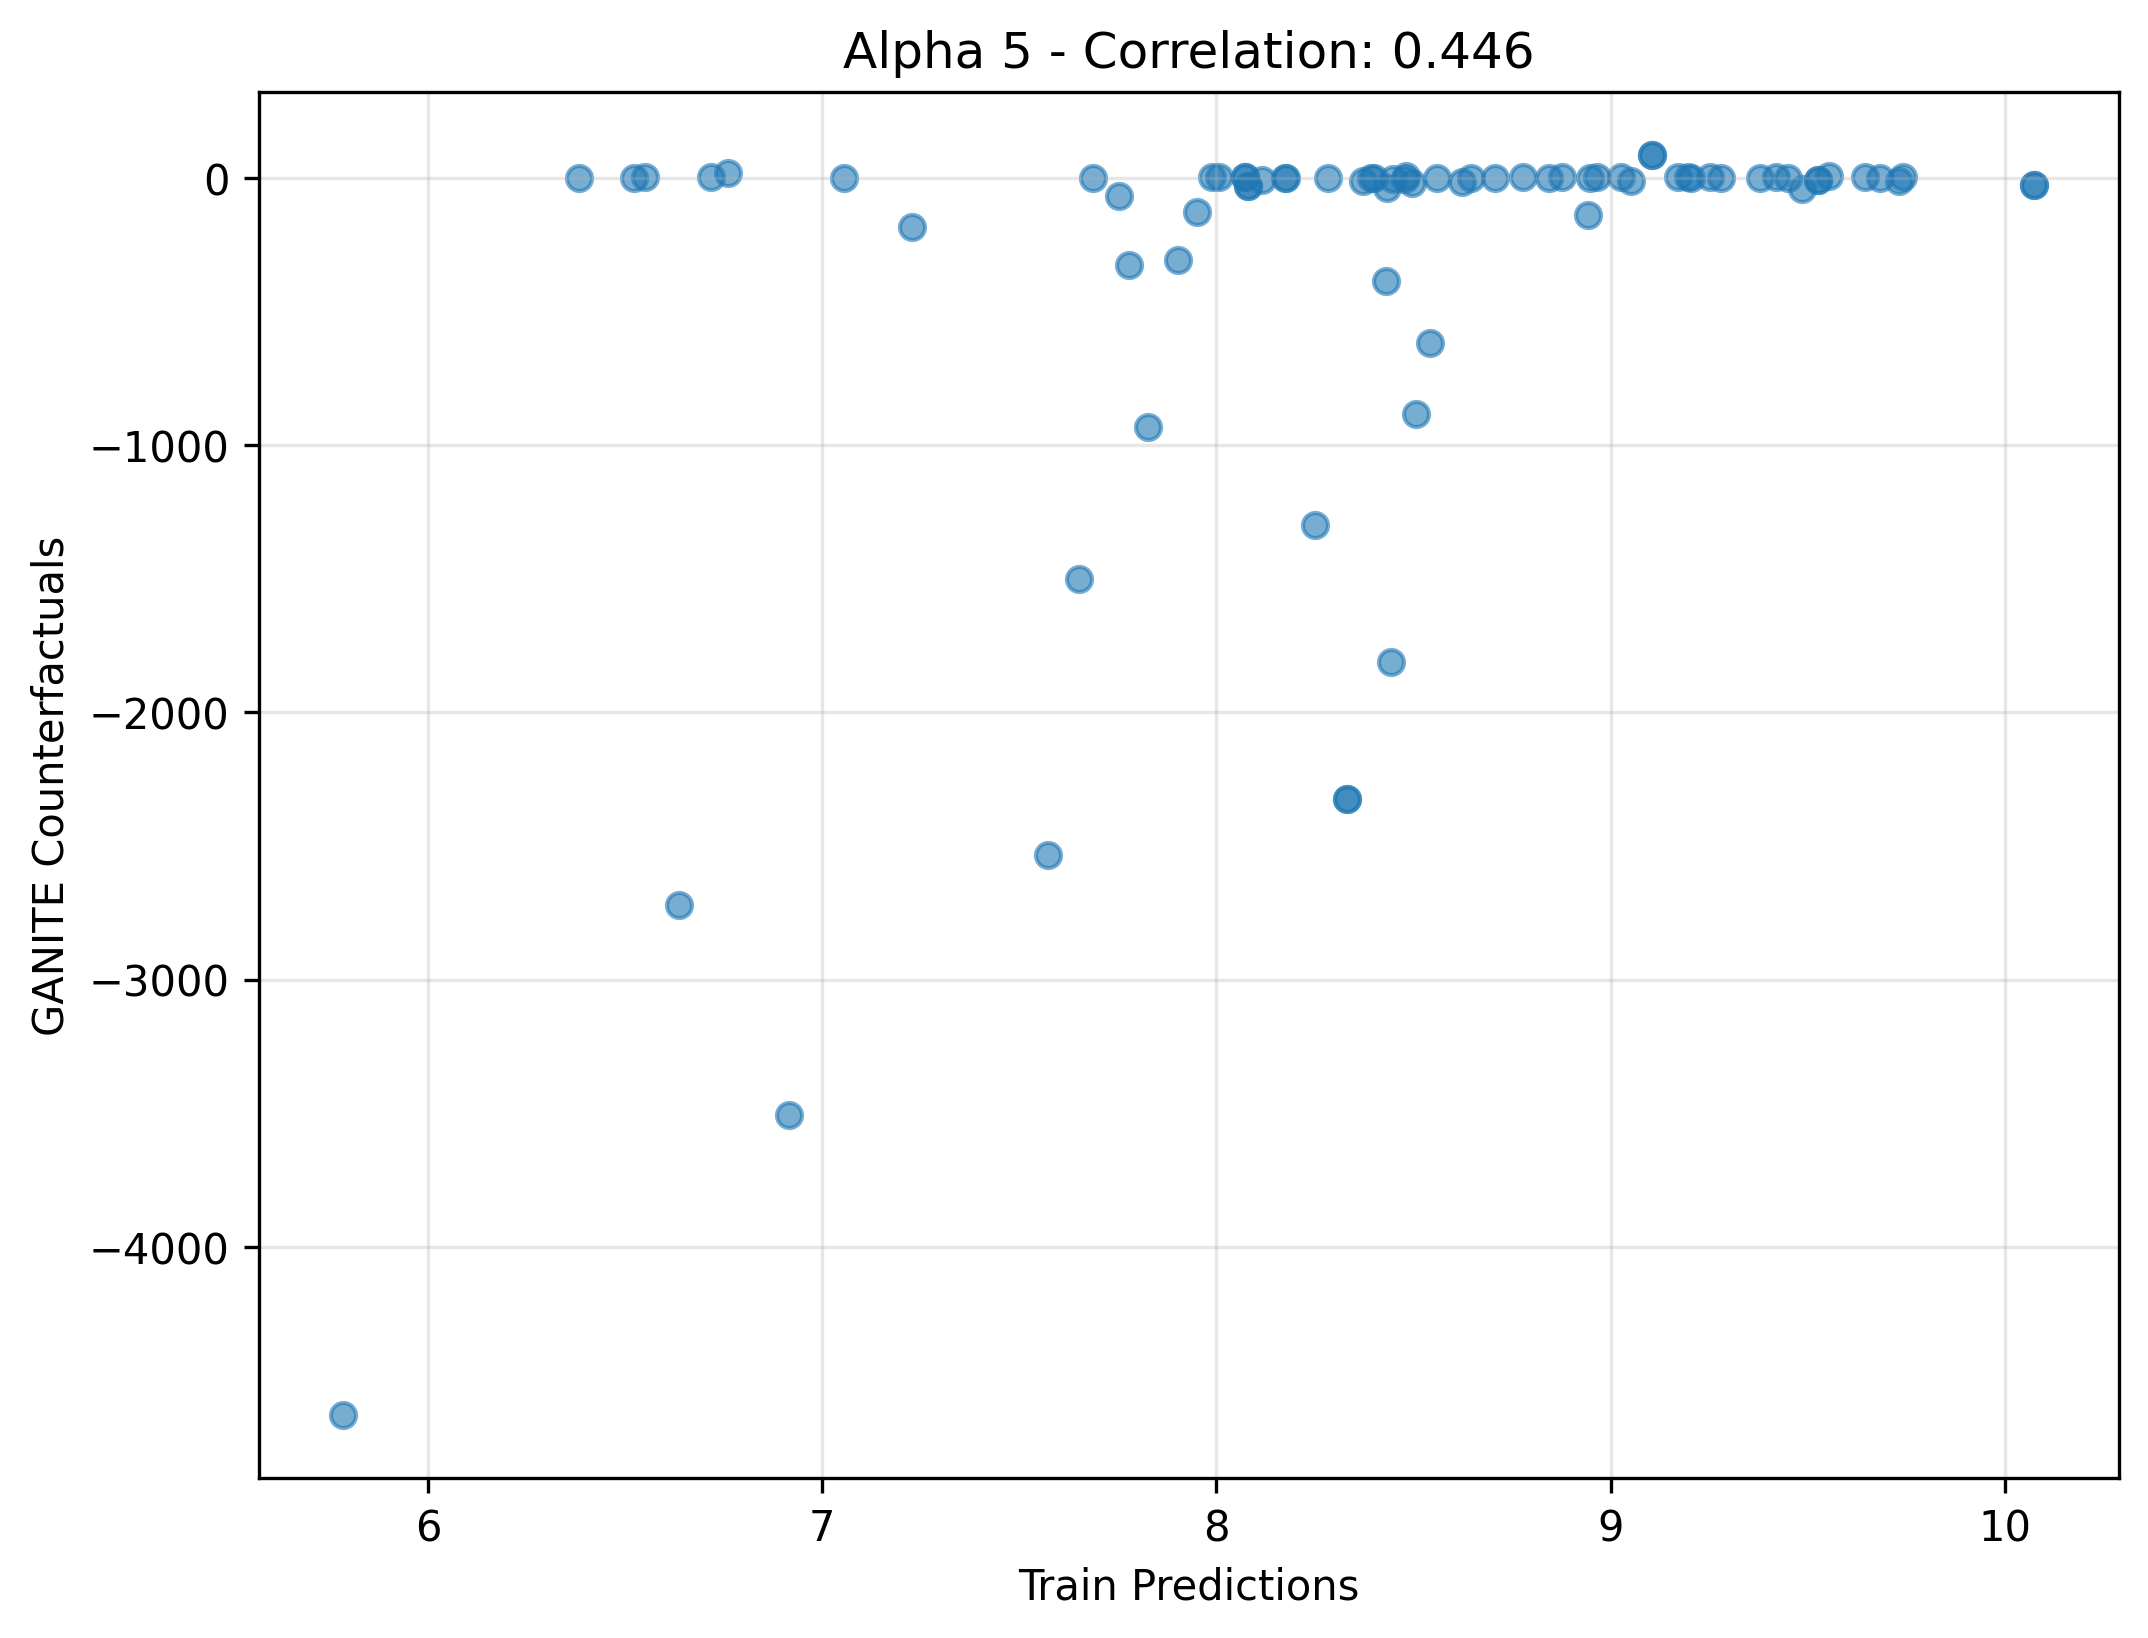 Alpha 5 - Correlation: 0.446
GANITE Counterfactuals
0
−1000
−2000
−3000
−4000
6 7 8 9 10
Train Predictions